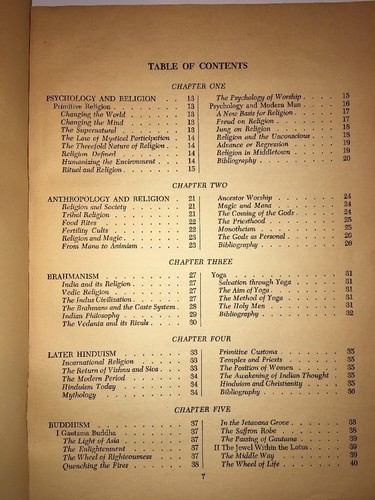 TABLE OF CONTENTS
CHAPTER ONE
PSYCHOLOGY AND RELIGION . . 13
Primitive Religion . . . . . . 13
Changing the World . . . . . 13
Changing the Mind . . . . . 13
The Supernatural . . . . . . 13
The Law of Mystical Participation . 14
The Threefold Nature of Religion . 14
Religion Defined . . . . . . 14
Humanizing the Environment . . . 14
Ritual and Religion . . . . . 15
The Psychology of Worship . . . 15
Psychology and Modern Man . . . 16
A New Basis for Religion . . . . 17
Freud on Religion . . . . . 17
Jung on Religion . . . . . . 18
Religion and the Unconscious . . . 18
Advance or Regression . . . . 19
Religion in Middletown . . . . 19
Bibliography . . . . . . . 20
CHAPTER TWO
ANTHROPOLOGY AND RELIGION . 21
Religion and Society . . . . . 21
Tribal Religion . . . . . . 21
Food Rites . . . . . . . 22
Fertility Cults . . . . . . 22
Religion and Magic . . . . . 23
From Mana to Animism . . . . 23
Ancestor Worship . . . . . 24
Magic and Mana . . . . . . 24
The Coming of the Gods . . . . 24
The Priesthood . . . . . . 25
Monotheism . . . . . . . 25
The Gods as Personal . . . . . 25
Bibliography . . . . . . . 26
CHAPTER THREE
BRAHMANISM . . . . . . . 27
India and its Religion . . . . . 27
Vedic Religion . . . . . . 27
The Indus Civilization . . . . 27
The Brahmans and the Caste System . 28
Indian Philosophy . . . . . 29
The Vedanta and its Rivals . . . 30
Yoga . . . . . . . . . 31
Salvation through Yoga . . . . 31
The Aim of Yoga . . . . . . 31
The Method of Yoga . . . . . 31
The Holy Men . . . . . . 31
Bibliography . . . . . . . 32
CHAPTER FOUR
LATER HINDUISM . . . . . . 33
Incarnational Religion . . . . 33
The Return of Vishnu and Siva . . 33
The Modern Period . . . . . 34
Hinduism Today . . . . . . 34
Mythology . . . . . . . 34
Primitive Customs . . . . . 35
Temples and Priests . . . . . 35
The Position of Women . . . . 35
The Awakening of Indian Thought . 35
Hinduism and Christianity . . . 35
Bibliography . . . . . . . 36
CHAPTER FIVE
BUDDHISM . . . . . . . . 37
I Gautama Buddha . . . . . . 37
The Light of Asia . . . . . . 37
The Enlightenment . . . . . 37
The Wheel of Righteousness . . . 37
Quenching the Fires . . . . . 38
In the Jetavana Grove . . . . . 38
The Saffron Robe . . . . . . 39
The Passing of Gautama . . . . 39
II The Jewel Within the Lotus . . . 39
The Middle Way . . . . . . 39
The Wheel of Life . . . . . . 40
7